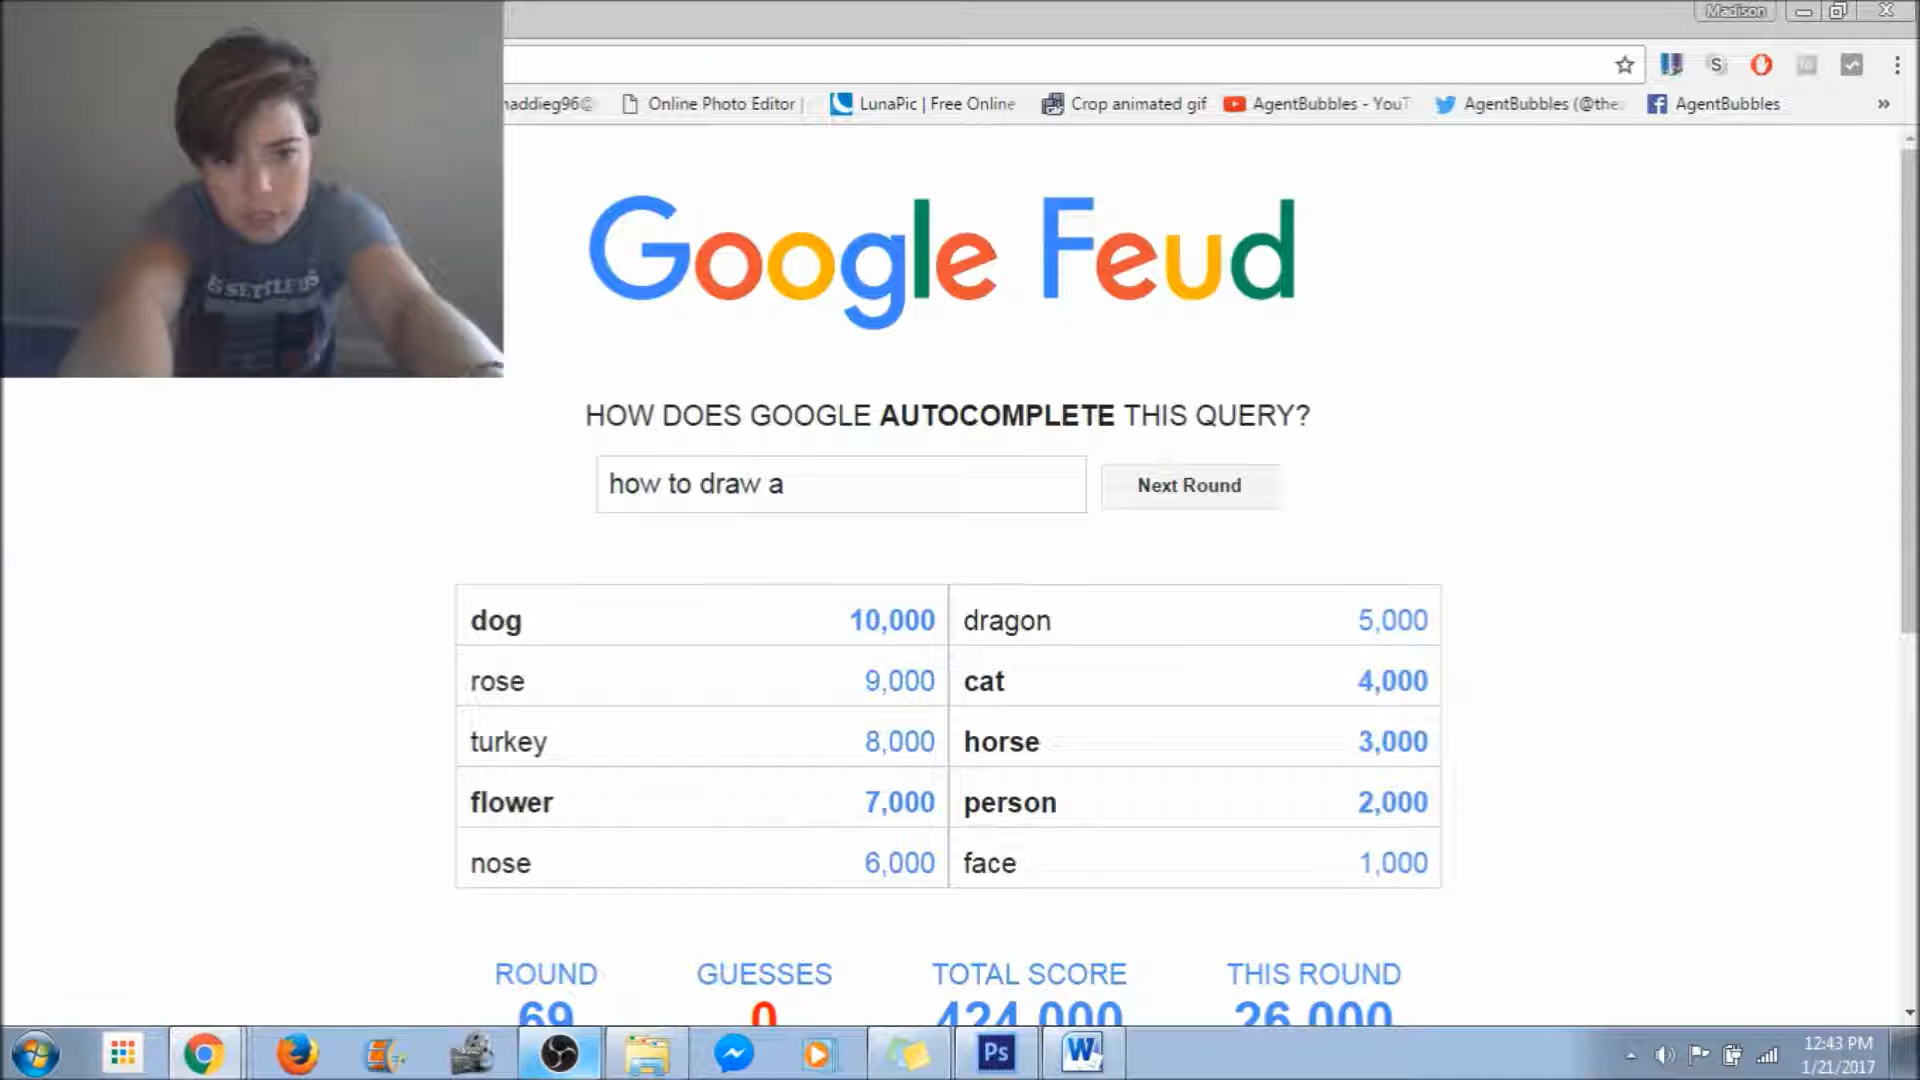 Madison
S
naddieg96@
Online Photo Editor |
LunaPic | Free Online
Crop animated gif
AgentBubbles - YouT
AgentBubbles (@the
AgentBubbles
»
Google Feud
HOW DOES GOOGLE AUTOCOMPLETE THIS QUERY?
how to draw a
Next Round
dog 10,000 dragon 5,000
rose 9,000 cat 4,000
turkey 8,000 horse 3,000
flower 7,000 person 2,000
nose 6,000 face 1,000
ROUND GUESSES TOTAL SCORE THIS ROUND
69 0 424,000 26,000
Ps
W
12:43 PM
1/21/2017